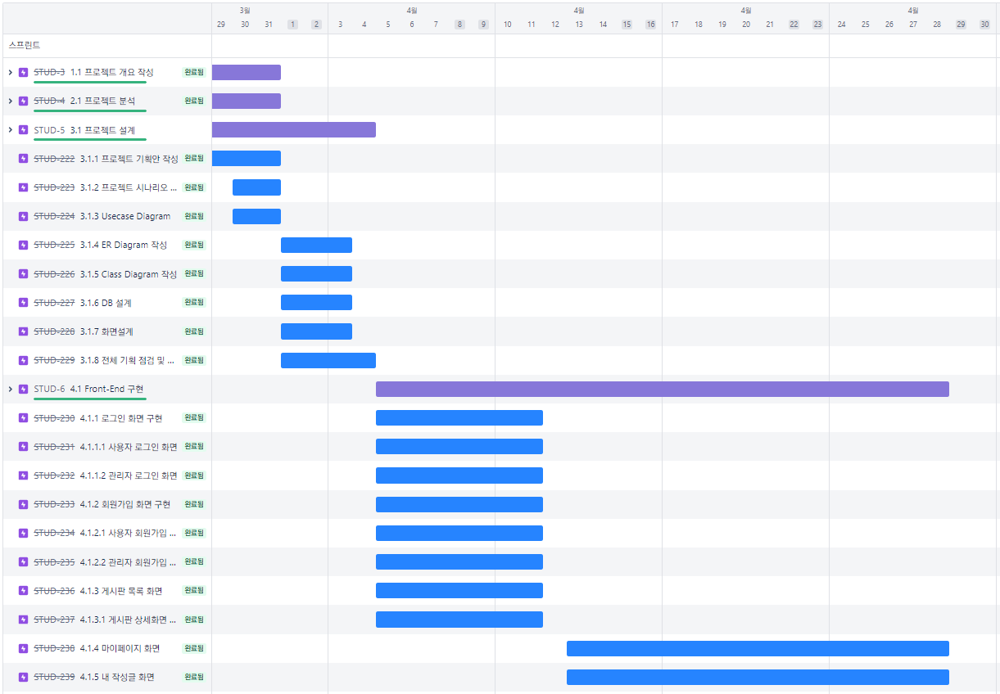 3월 4월 4월 4월 4월
29 30 31 1 2 3 4 5 6 7 8 9 10 11 12 13 14 15 16 17 18 19 20 21 22 23 24 25 26 27 28 29 30
스프린트
STUD-3 1.1 프로젝트 개요 작성 완료됨
STUD-4 2.1 프로젝트 분석 완료됨
STUD-5 3.1 프로젝트 설계
STUD-222 3.1.1 프로젝트 기획안 작성 완료됨
STUD-223 3.1.2 프로젝트 시나리오 ... 완료됨
STUD-224 3.1.3 Usecase Diagram 완료됨
STUD-225 3.1.4 ER Diagram 작성 완료됨
STUD-226 3.1.5 Class Diagram 작성 완료됨
STUD-227 3.1.6 DB 설계 완료됨
STUD-228 3.1.7 화면설계 완료됨
STUD-229 3.1.8 전체 기획 점검 및 ... 완료됨
STUD-6 4.1 Front-End 구현
STUD-230 4.1.1 로그인 화면 구현 완료됨
STUD-231 4.1.1.1 사용자 로그인 화면 완료됨
STUD-232 4.1.1.2 관리자 로그인 화면 완료됨
STUD-233 4.1.2 회원가입 화면 구현 완료됨
STUD-234 4.1.2.1 사용자 회원가입 ... 완료됨
STUD-235 4.1.2.2 관리자 회원가입 ... 완료됨
STUD-236 4.1.3 게시판 목록 화면 완료됨
STUD-237 4.1.3.1 게시판 상세화면 ... 완료됨
STUD-238 4.1.4 마이페이지 화면 완료됨
STUD-239 4.1.5 내 작성글 화면 완료됨